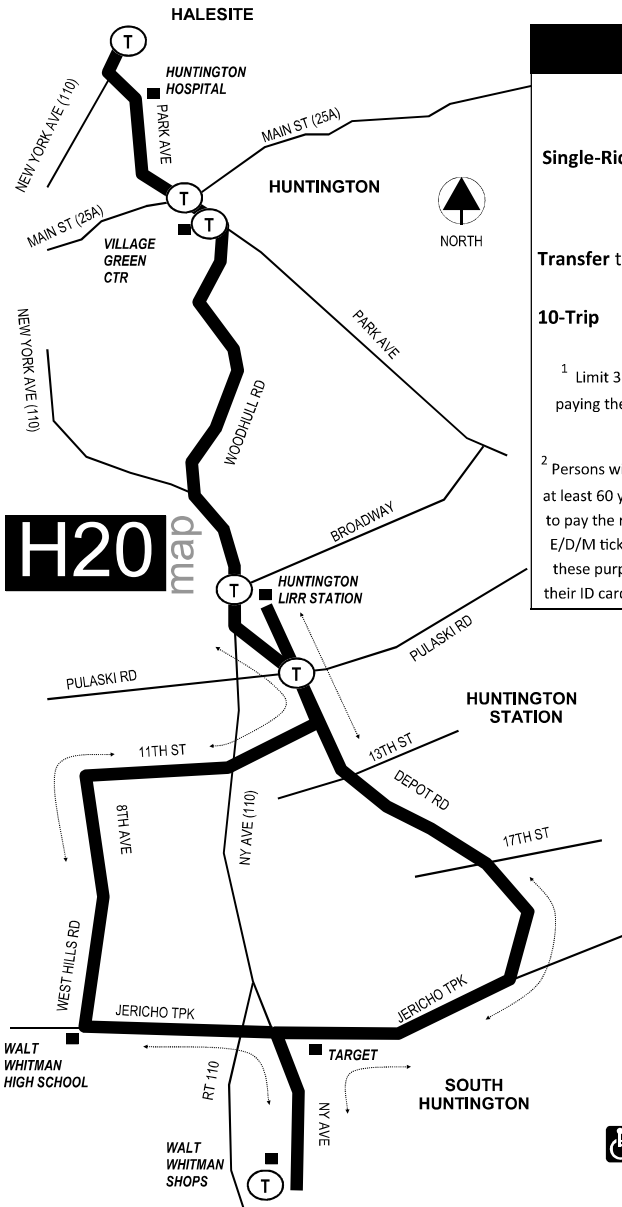 HALESITE
T
HUNTINGTON
HOSPITAL
NEW YORK AVE (110)
PARK AVE
MAIN ST (25A)
Single-Rid
T
HUNTINGTON
MAIN ST (25A)
T
NORTH
VILLAGE
GREEN
CTR
Transfer t
10-Trip
PARK AVE
NEW YORK AVE (110)
1 Limit 3
paying the
WOODHULL RD
2 Persons wi
at least 60 y
to pay the r
E/D/M tick
these purp
their ID card
H20
map
BROADWAY
T
HUNTINGTON
LIRR STATION
PULASKI RD
T
PULASKI RD
HUNTINGTON
STATION
11TH ST
13TH ST
DEPOT RD
8TH AVE
NY AVE (110)
17TH ST
WEST HILLS RD
JERICHO TPK
JERICHO TPK
WALT
WHITMAN
HIGH SCHOOL
TARGET
RT 110
SOUTH
HUNTINGTON
NY AVE
WALT
WHITMAN
SHOPS
T